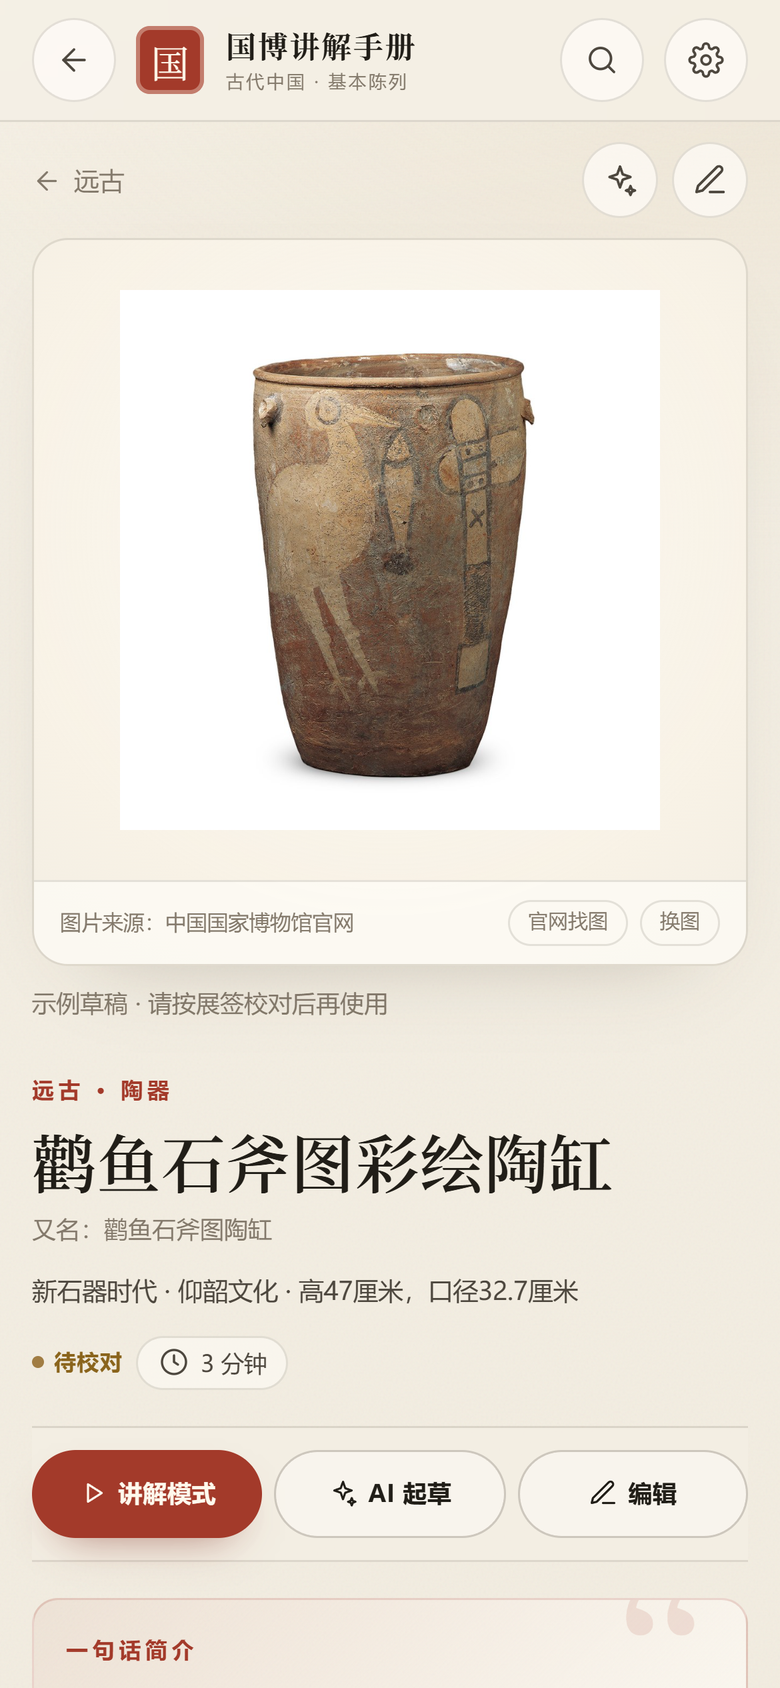 国
国博讲解手册
古代中国 · 基本陈列
远古
图片来源：中国国家博物馆官网
官网找图
换图
示例草稿 · 请按展签校对后再使用
远古 • 陶器
鹳鱼石斧图彩绘陶缸
又名：鹳鱼石斧图陶缸
新石器时代 · 仰韶文化 · 高47厘米，口径32.7厘米
待校对
3 分钟
讲解模式
AI 起草
编辑
一句话简介